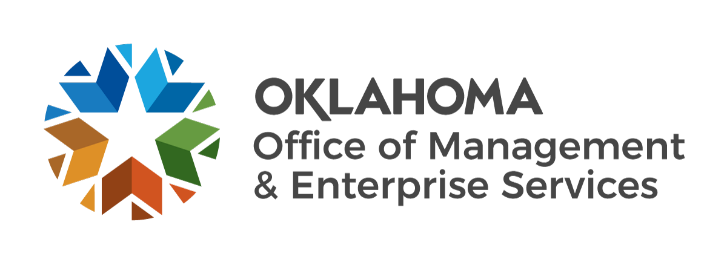 OKLAHOMA
Office of Management
& Enterprise Services